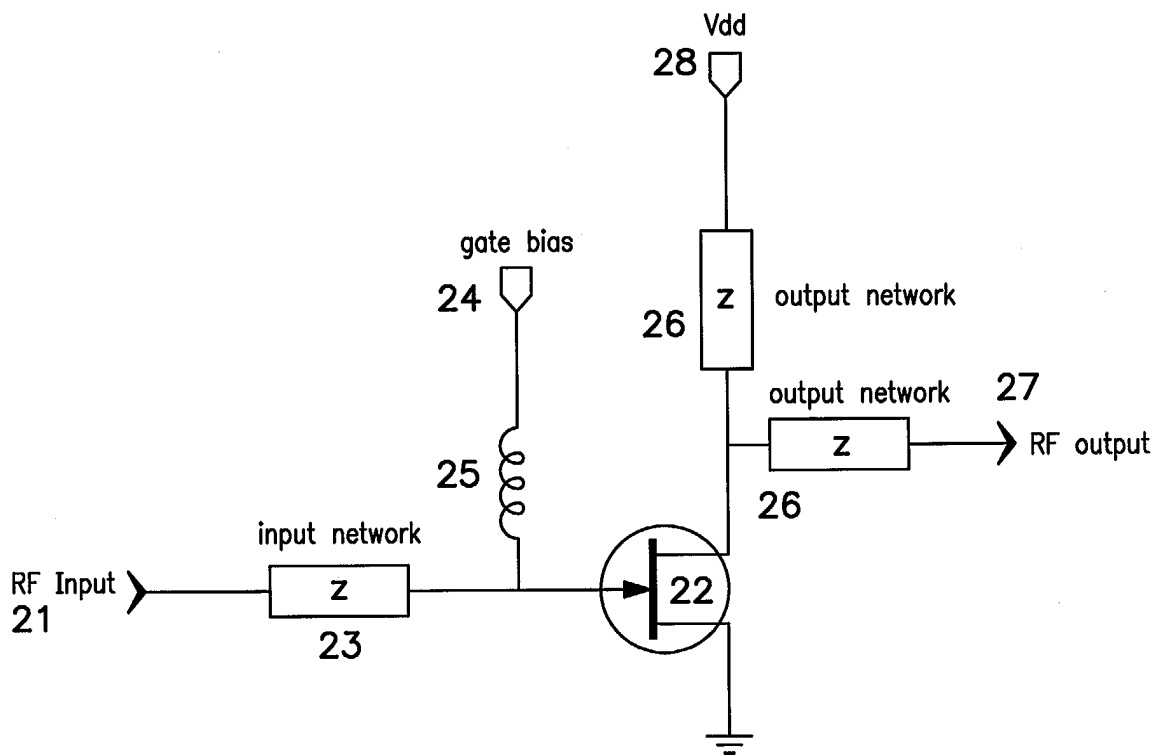 Vdd
28
gate bias
24
Z
output network
26
output network
27
Z
RF output
26
25
input network
RF Input
21
Z
23
22